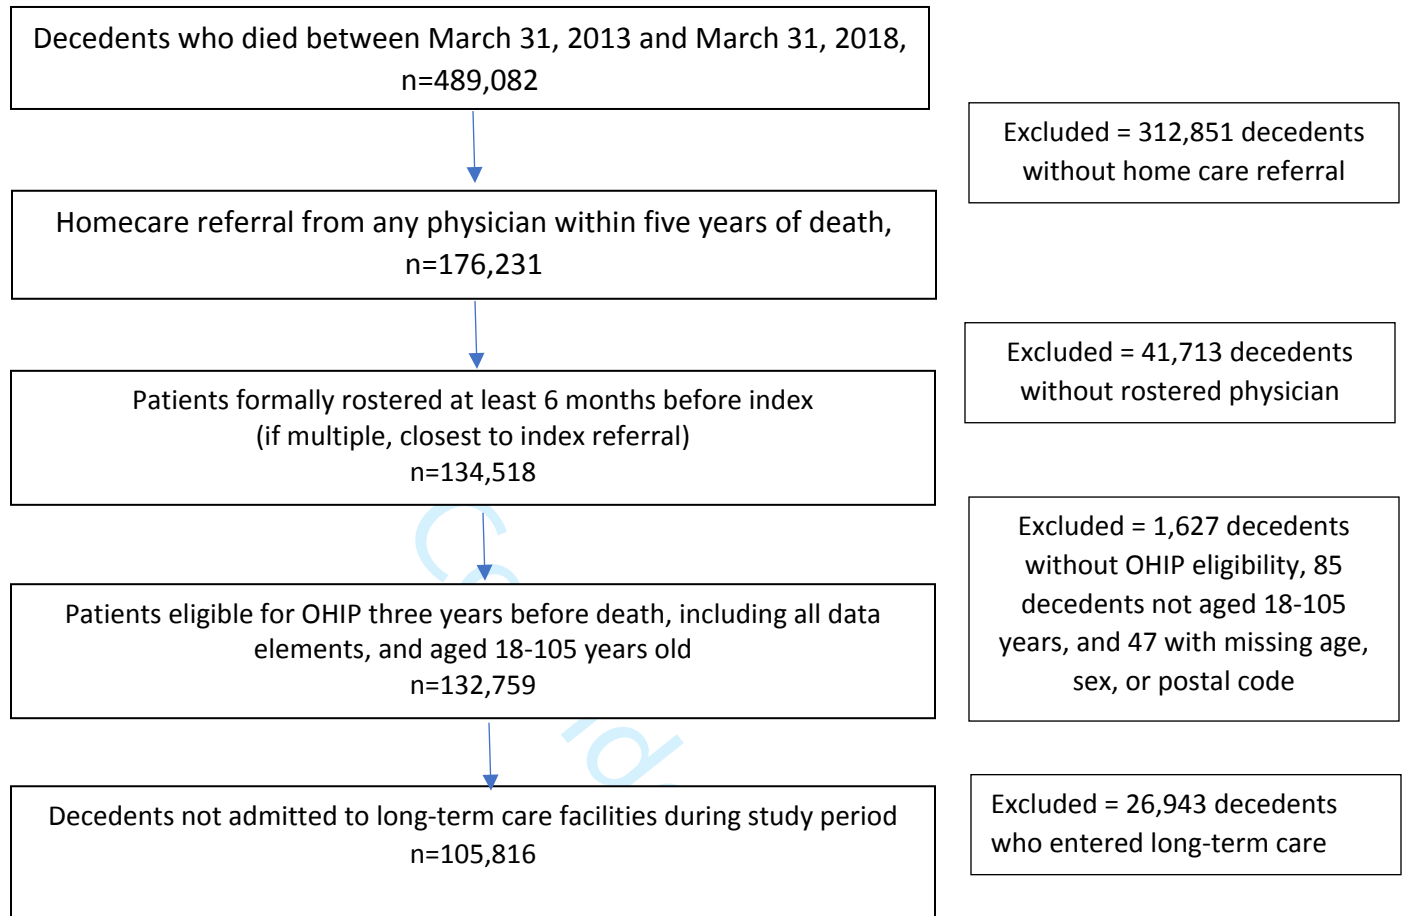 Decedents who died between March 31, 2013 and March 31, 2018,
n=489,082
Excluded = 312,851 decedents
without home care referral
Homecare referral from any physician within five years of death,
n=176,231
Excluded = 41,713 decedents
without rostered physician
Patients formally rostered at least 6 months before index
(if multiple, closest to index referral)
n=134,518
Excluded = 1,627 decedents
without OHIP eligibility, 85
decedents not aged 18-105
years, and 47 with missing age,
sex, or postal code
Patients eligible for OHIP three years before death, including all data
elements, and aged 18-105 years old
n=132,759
Excluded = 26,943 decedents
who entered long-term care
Decedents not admitted to long-term care facilities during study period
n=105,816